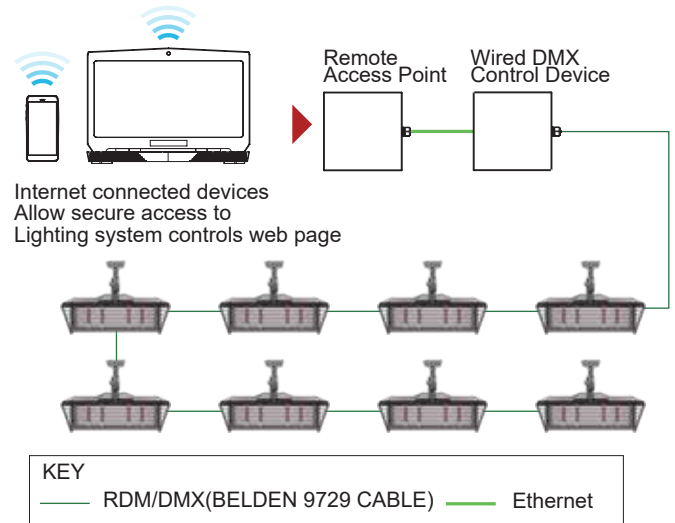 Remote
Access Point
Wired DMX
Control Device
Internet connected devices
Allow secure access to
Lighting system controls web page
KEY
RDM/DMX(BELDEN 9729 CABLE)
Ethernet